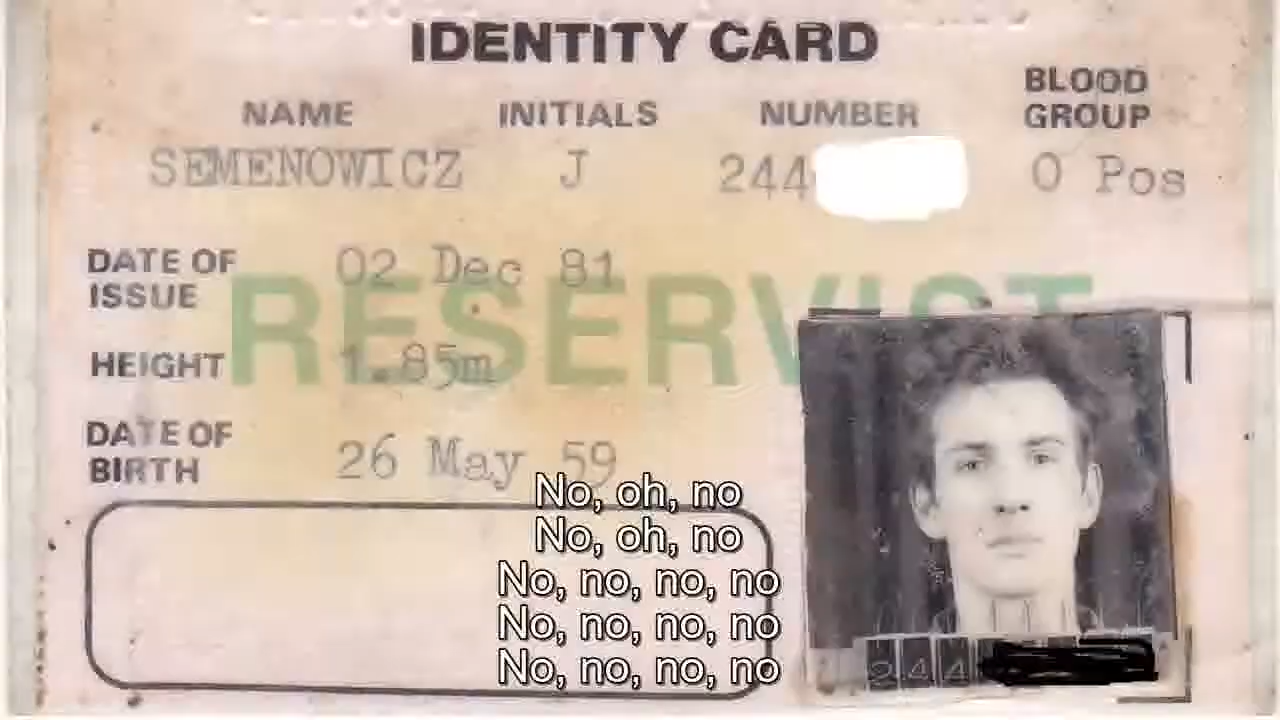 IDENTITY CARD
NAME INITIALS NUMBER BLOOD GROUP
SEMENOWICZ J 244 O Pos
DATE OF ISSUE 02 Dec 81
RESERVIST
HEIGHT 1.85m
DATE OF BIRTH 26 May 59
No, oh, no
No, oh, no
No, no, no, no
No, no, no, no
No, no, no, no
244